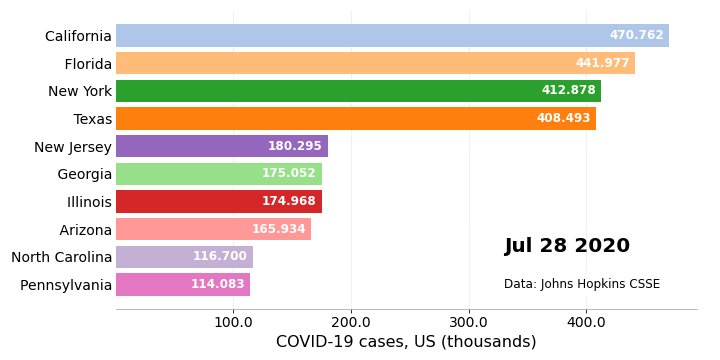 California 470.762
Florida 441.977
New York 412.878
Texas 408.493
New Jersey 180.295
Georgia 175.052
Illinois 174.968
Arizona 165.934
North Carolina 116.700
Pennsylvania 114.083
Jul 28 2020
Data: Johns Hopkins CSSE
100.0 200.0 300.0 400.0
COVID-19 cases, US (thousands)